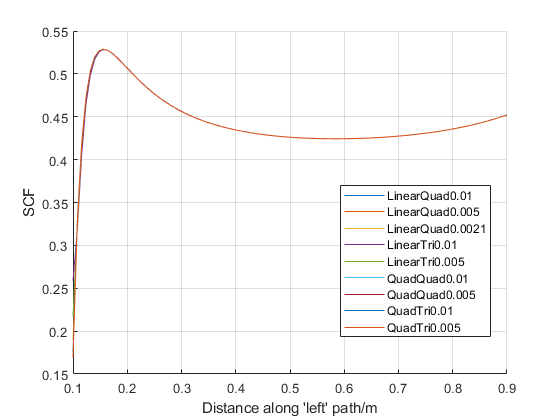 0.55
0.5
0.45
0.4
0.35
0.3
0.25
0.2
0.15
SCF
LinearQuad0.01
LinearQuad0.005
LinearQuad0.0021
LinearTri0.01
LinearTri0.005
QuadQuad0.01
QuadQuad0.005
QuadTri0.01
QuadTri0.005
0.1 0.2 0.3 0.4 0.5 0.6 0.7 0.8 0.9
Distance along 'left' path/m